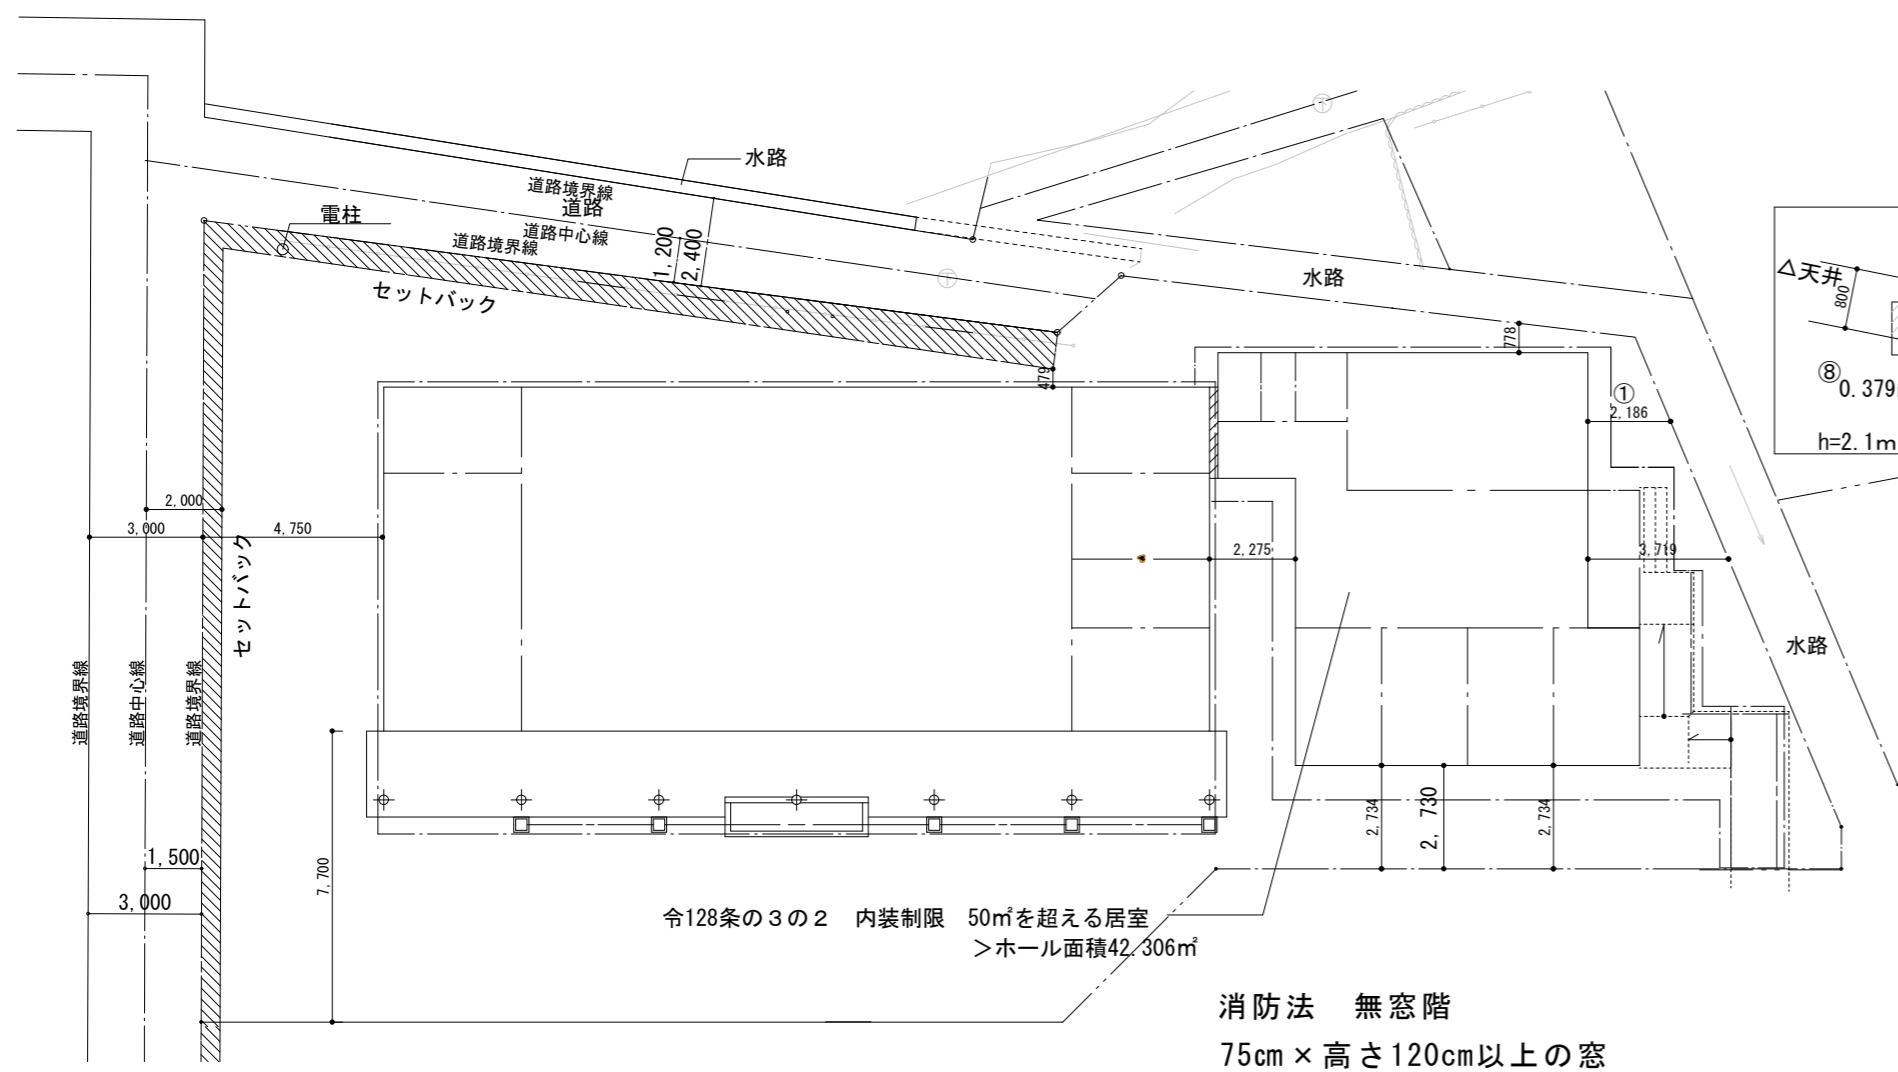 水路
道路境界線
道路
電柱
道路中心線
道路境界線
1,200
2,400
セットバック
水路
△天井
800
778
479
⑧
0.379
①
2,186
h=2.1m
2,000
3,000
4,750
セットバック
2,275
3,719
水路
道路境界線
道路中心線
道路境界線
7,700
2,734
2,730
2,734
1,500
3,000
令128条の3の2 内装制限 50㎡を超える居室
＞ホール面積42.306㎡
消防法 無窓階
75cm×高さ120cm以上の窓